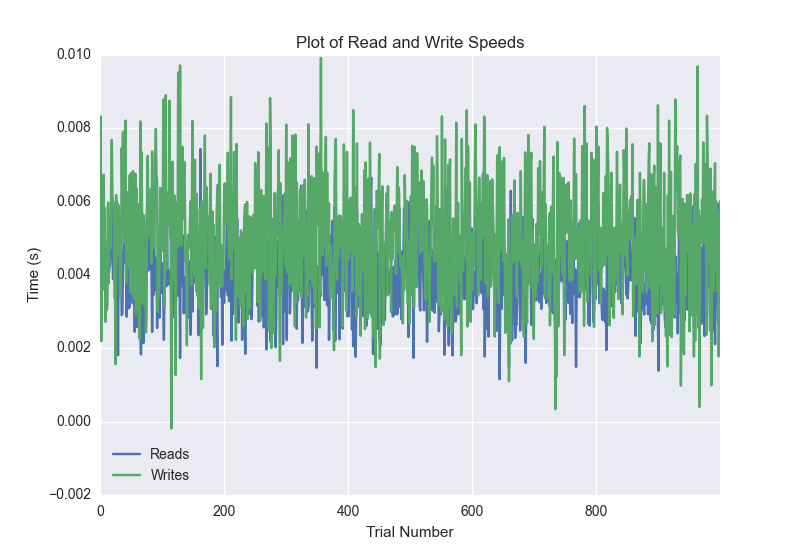 Plot of Read and Write Speeds
0.010
0.008
0.006
0.004
0.002
0.000
−0.002
Time (s)
Reads
Writes
0
200
400
600
800
Trial Number